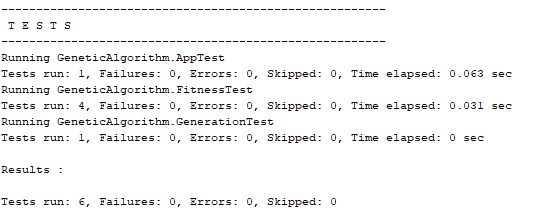 -------------------------------------------------------
T E S T S
-------------------------------------------------------
Running GeneticAlgorithm.AppTest
Tests run: 1, Failures: 0, Errors: 0, Skipped: 0, Time elapsed: 0.063 sec
Running GeneticAlgorithm.FitnessTest
Tests run: 4, Failures: 0, Errors: 0, Skipped: 0, Time elapsed: 0.031 sec
Running GeneticAlgorithm.GenerationTest
Tests run: 1, Failures: 0, Errors: 0, Skipped: 0, Time elapsed: 0 sec
Results :
Tests run: 6, Failures: 0, Errors: 0, Skipped: 0